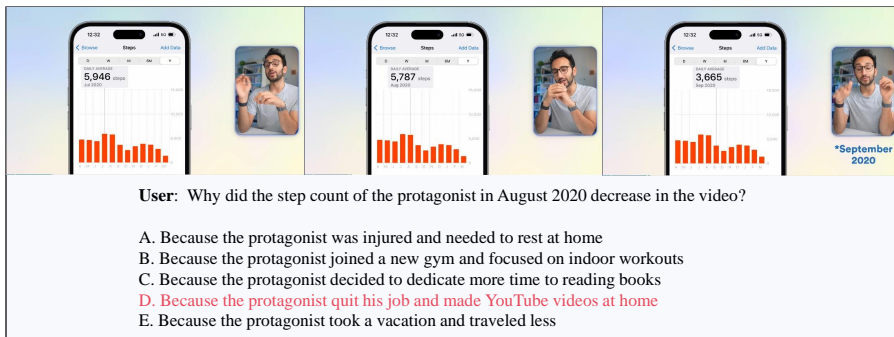 12:32
5G
Browse
Steps
Add Data
D W M 6M Y
DAILY AVERAGE
5,946 steps
Jul 2020
12:32
5G
Browse
Steps
Add Data
D W M 6M Y
DAILY AVERAGE
5,787 steps
Aug 2020
12:32
5G
Browse
Steps
Add Data
D W M 6M Y
DAILY AVERAGE
3,665 steps
Sep 2020
*September
2020
User: Why did the step count of the protagonist in August 2020 decrease in the video?
A. Because the protagonist was injured and needed to rest at home
B. Because the protagonist joined a new gym and focused on indoor workouts
C. Because the protagonist decided to dedicate more time to reading books
D. Because the protagonist quit his job and made YouTube videos at home
E. Because the protagonist took a vacation and traveled less